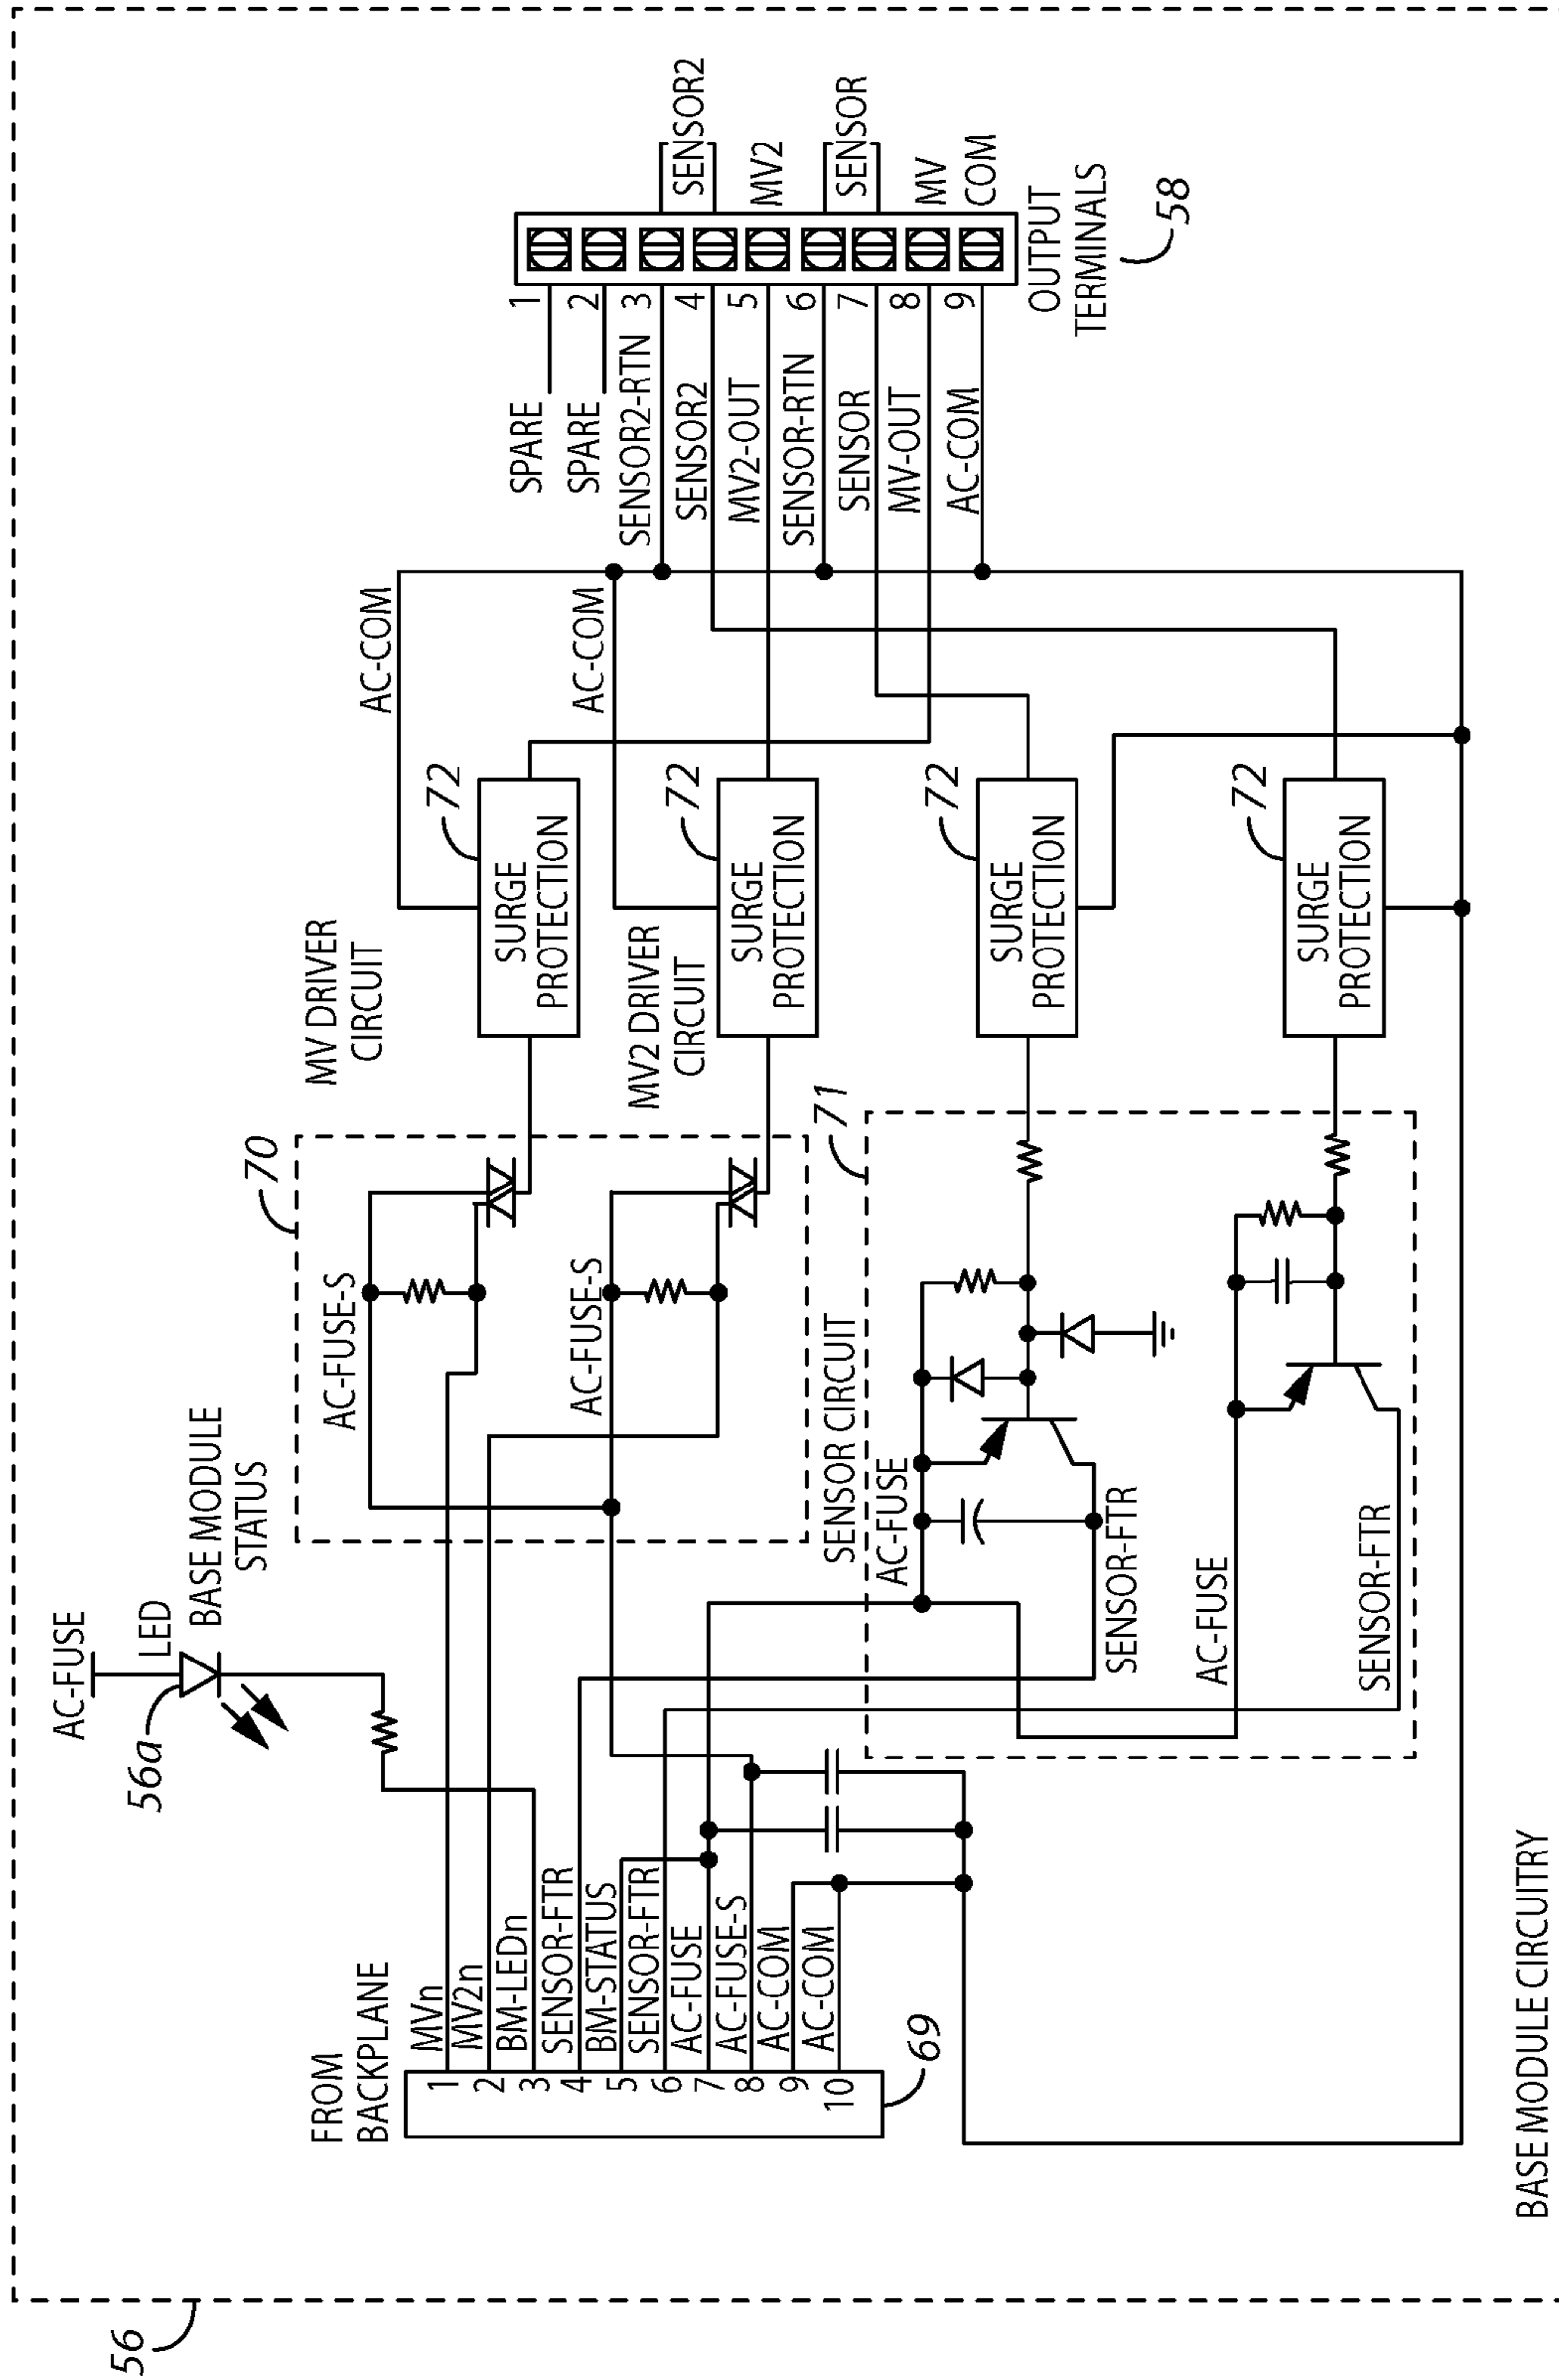 56
AC-FUSE
LED
56a
BASE MODULE
STATUS
FROM
BACKPLANE
1 MVn
2 MV2n
3 BM-LEDn
4 SENSOR-FTR
5 BM-STATUS
6 SENSOR-FTR
7 AC-FUSE
8 AC-FUSE-S
9 AC-COM
10 AC-COM
69
70
AC-FUSE-S
AC-FUSE-S
MV DRIVER
CIRCUIT
MV2 DRIVER
CIRCUIT
SENSOR CIRCUIT
71
AC-FUSE
SENSOR-FTR
AC-FUSE
SENSOR-FTR
72
SURGE
PROTECTION
72
SURGE
PROTECTION
72
SURGE
PROTECTION
72
SURGE
PROTECTION
AC-COM
AC-COM
SPARE 1
SPARE 2
SENSOR2-RTN 3
SENSOR2 4
MV2-OUT 5
SENSOR-RTN 6
SENSOR 7
MV-OUT 8
AC-COM 9
SENSOR2
MV2
SENSOR
MV
COM
OUTPUT
TERMINALS
58
BASE MODULE CIRCUITRY